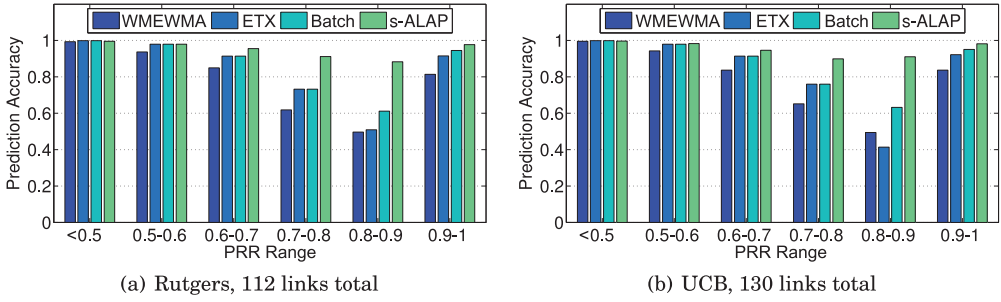 WMEWMA ETX Batch s-ALAP
1
0.8
0.6
0.4
0.2
0
Prediction Accuracy
<0.5 0.5-0.6 0.6-0.7 0.7-0.8 0.8-0.9 0.9-1
PRR Range
(a) Rutgers, 112 links total
WMEWMA ETX Batch s-ALAP
1
0.8
0.6
0.4
0.2
0
Prediction Accuracy
<0.5 0.5-0.6 0.6-0.7 0.7-0.8 0.8-0.9 0.9-1
PRR Range
(b) UCB, 130 links total